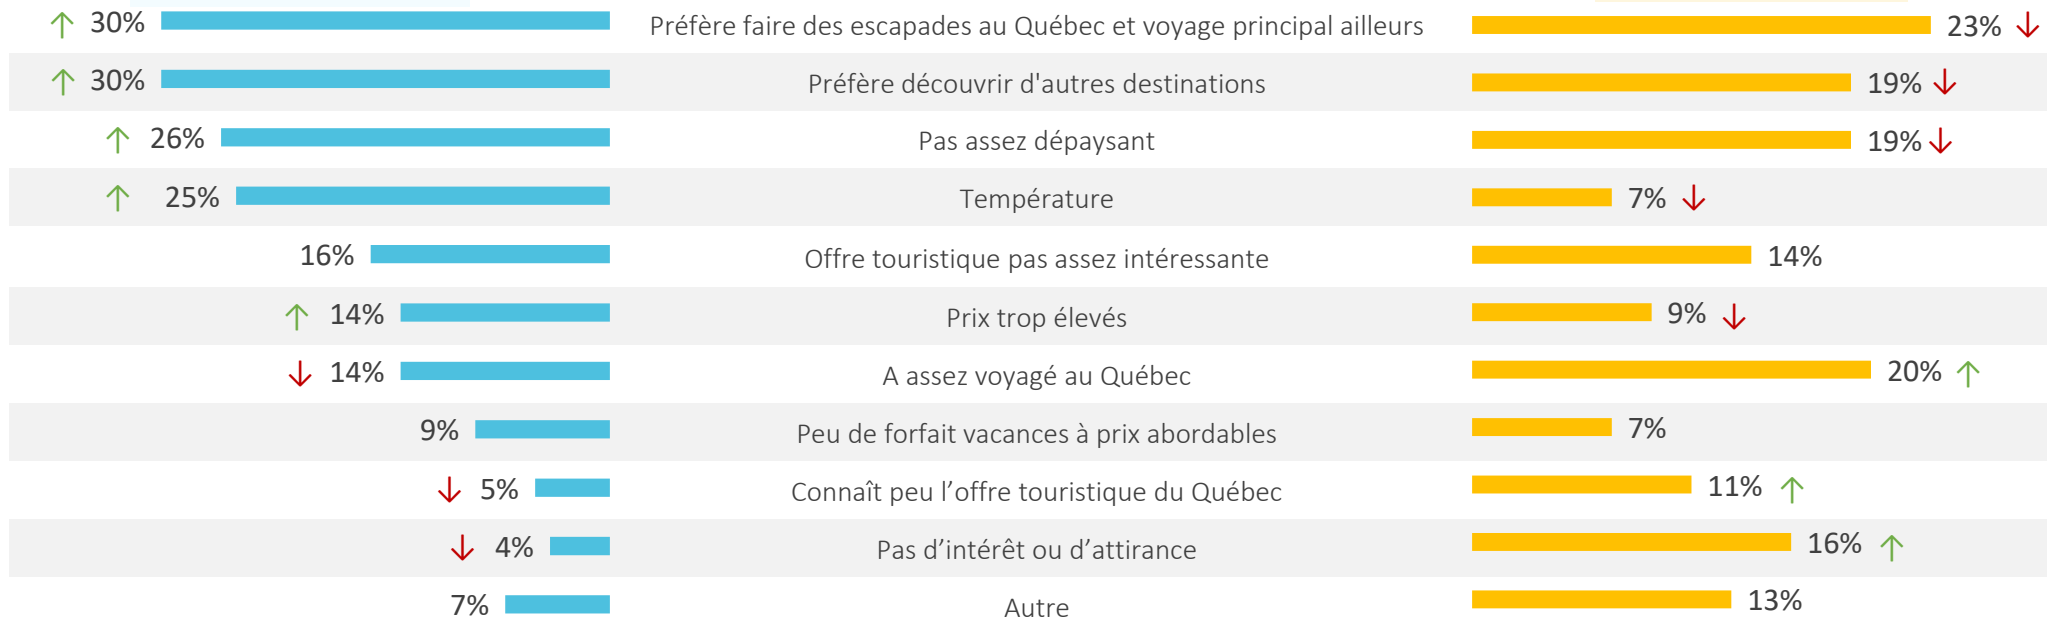 ↑ 30% Préfère faire des escapades au Québec et voyage principal ailleurs 23% ↓
↑ 30% Préfère découvrir d'autres destinations 19% ↓
↑ 26% Pas assez dépaysant 19% ↓
↑ 25% Température 7% ↓
16% Offre touristique pas assez intéressante 14%
↑ 14% Prix trop élevés 9% ↓
↓ 14% A assez voyagé au Québec 20% ↑
9% Peu de forfait vacances à prix abordables 7%
↓ 5% Connaît peu l’offre touristique du Québec 11% ↑
↓ 4% Pas d’intérêt ou d’attirance 16% ↑
7% Autre 13%